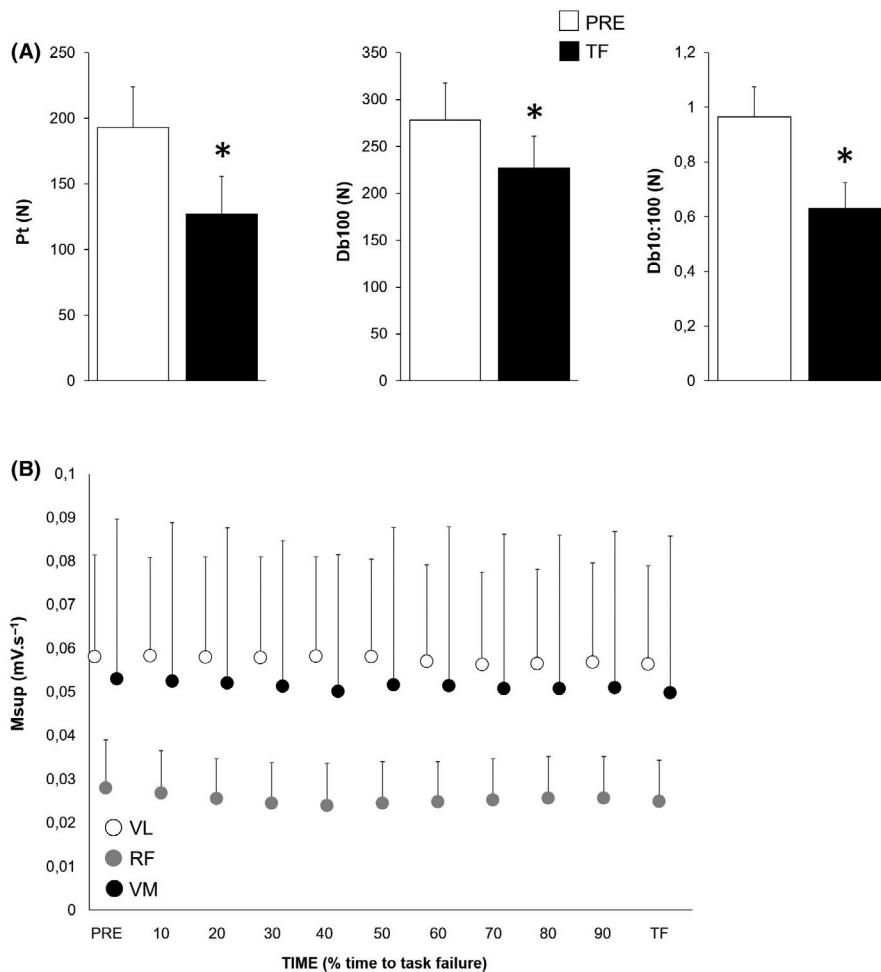 PRE
TF
(A)
Pt (N)
250
200
150
100
50
0
*
Db100 (N)
350
300
250
200
150
100
50
0
*
Db10:100 (N)
1,2
1
0,8
0,6
0,4
0,2
0
*
(B)
Msup (mV.s⁻¹)
0,1
0,09
0,08
0,07
0,06
0,05
0,04
0,03
0,02
0,01
0
VL
RF
VM
PRE 10 20 30 40 50 60 70 80 90 TF
TIME (% time to task failure)